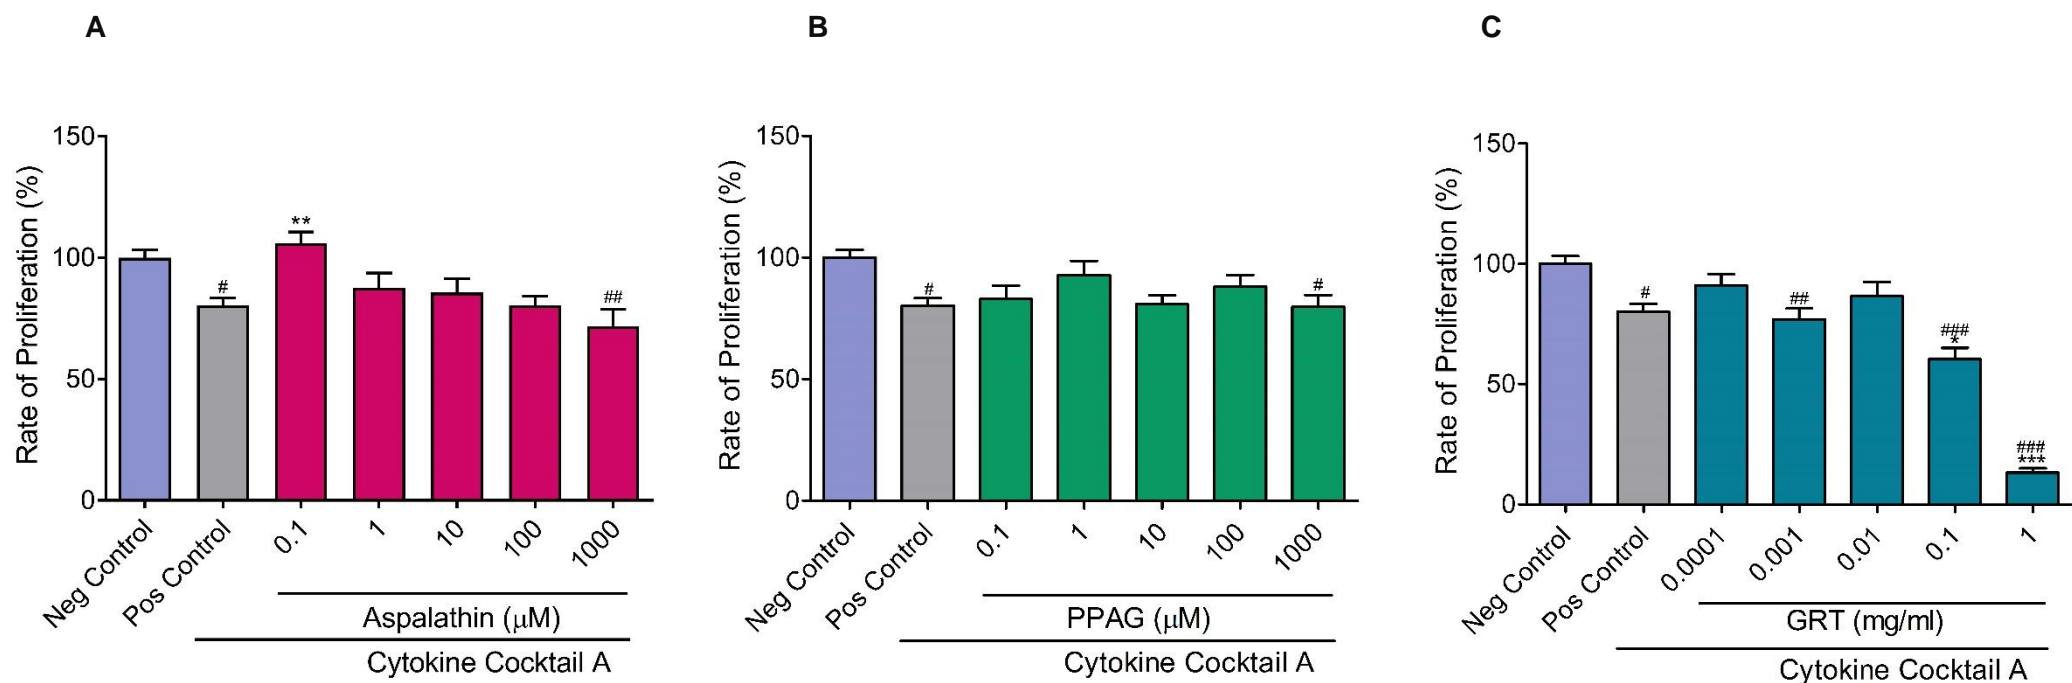 A
Rate of Proliferation (%)
150
100
50
0
#
**
##
Neg Control
Pos Control
0.1
1
10
100
1000
Aspalathin (μM)
Cytokine Cocktail A
B
Rate of Proliferation (%)
150
100
50
0
#
#
Neg Control
Pos Control
0.1
1
10
100
1000
PPAG (μM)
Cytokine Cocktail A
C
Rate of Proliferation (%)
150
100
50
0
#
##
###
*
###
***
Neg Control
Pos Control
0.0001
0.001
0.01
0.1
1
GRT (mg/ml)
Cytokine Cocktail A